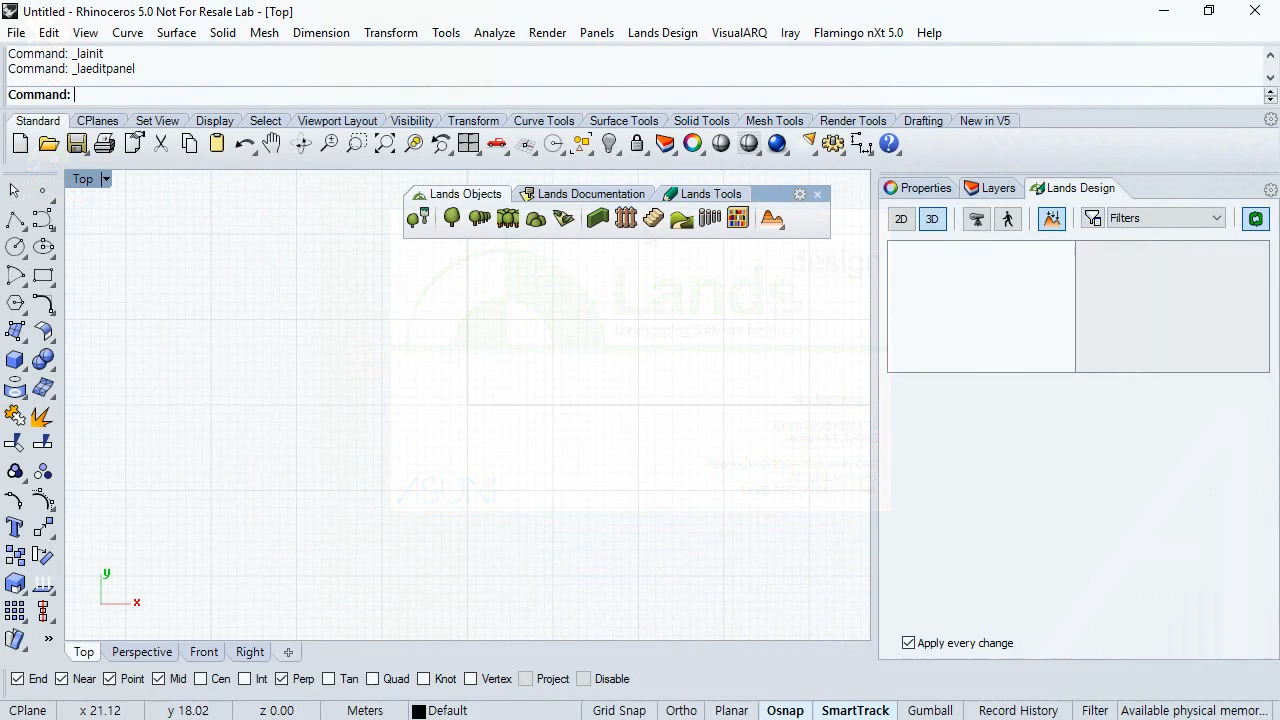 Untitled - Rhinoceros 5.0 Not For Resale Lab - [Top]
File Edit View Curve Surface Solid Mesh Dimension Transform Tools Analyze Render Panels Lands Design VisualARQ Iray Flamingo nXt 5.0 Help
Command: _lainit
Command: _laeditpanel
Command:
Standard CPlanes Set View Display Select Viewport Layout Visibility Transform Curve Tools Surface Tools Solid Tools Mesh Tools Render Tools Drafting New in V5
Top
Lands Objects Lands Documentation Lands Tools
Properties Layers Lands Design
2D 3D Filters
design
Lands
Landscaping Software for
ASUNI
y
x
Apply every change
Top Perspective Front Right
End Near Point Mid Cen Int Perp Tan Quad Knot Vertex Project Disable
CPlane x 21.12 y 18.02 z 0.00 Meters Default Grid Snap Ortho Planar Osnap SmartTrack Gumball Record History Filter Available physical memor...